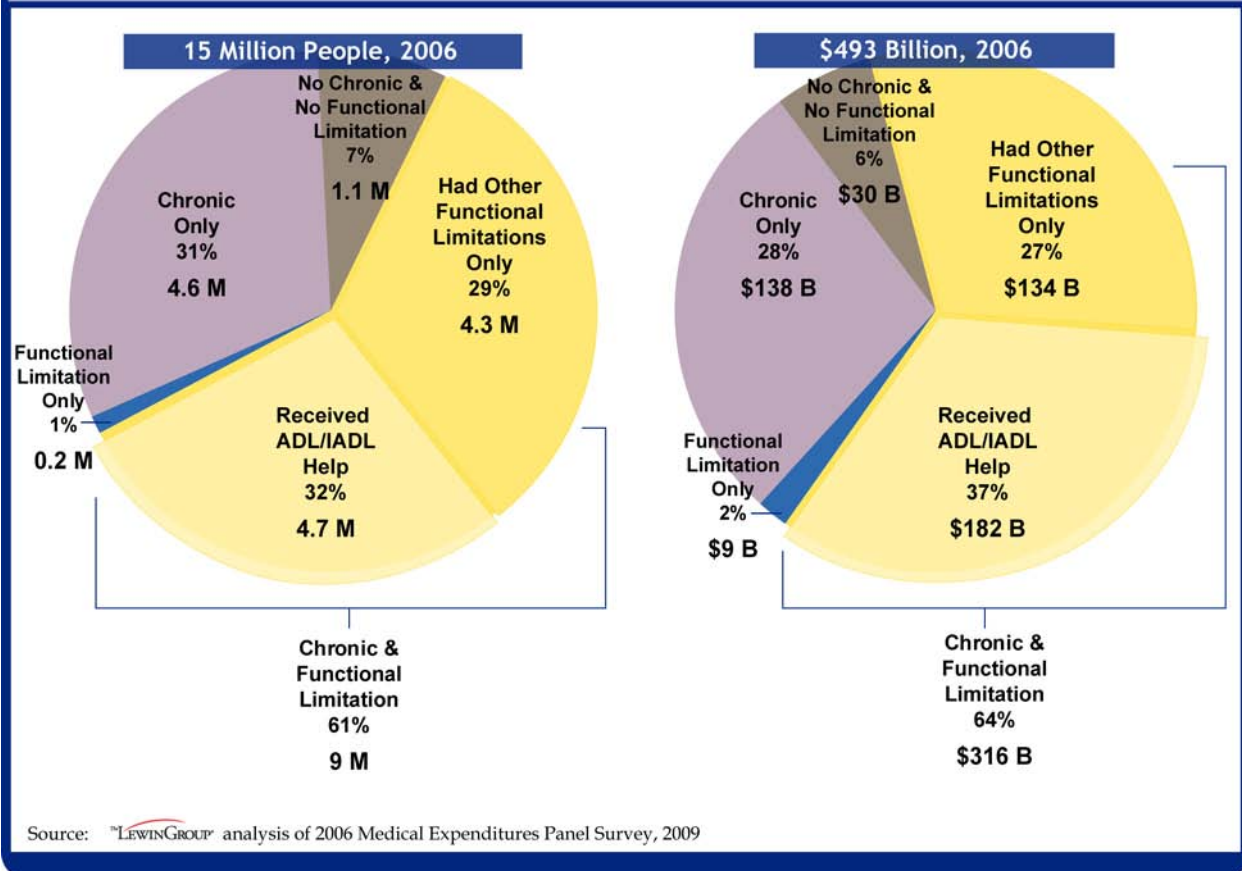 15 Million People, 2006
No Chronic &
No Functional
Limitation
7%
1.1 M
Had Other
Functional
Limitations
Only
29%
4.3 M
Chronic
Only
31%
4.6 M
Functional
Limitation
Only
1%
0.2 M
Received
ADL/IADL
Help
32%
4.7 M
Chronic &
Functional
Limitation
61%
9 M
$493 Billion, 2006
No Chronic &
No Functional
Limitation
6%
$30 B
Had Other
Functional
Limitations
Only
27%
$134 B
Chronic
Only
28%
$138 B
Functional
Limitation
Only
2%
$9 B
Received
ADL/IADL
Help
37%
$182 B
Chronic &
Functional
Limitation
64%
$316 B
Source: THE LEWIN GROUP analysis of 2006 Medical Expenditures Panel Survey, 2009